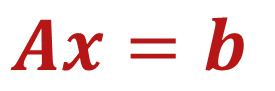 Ax = b